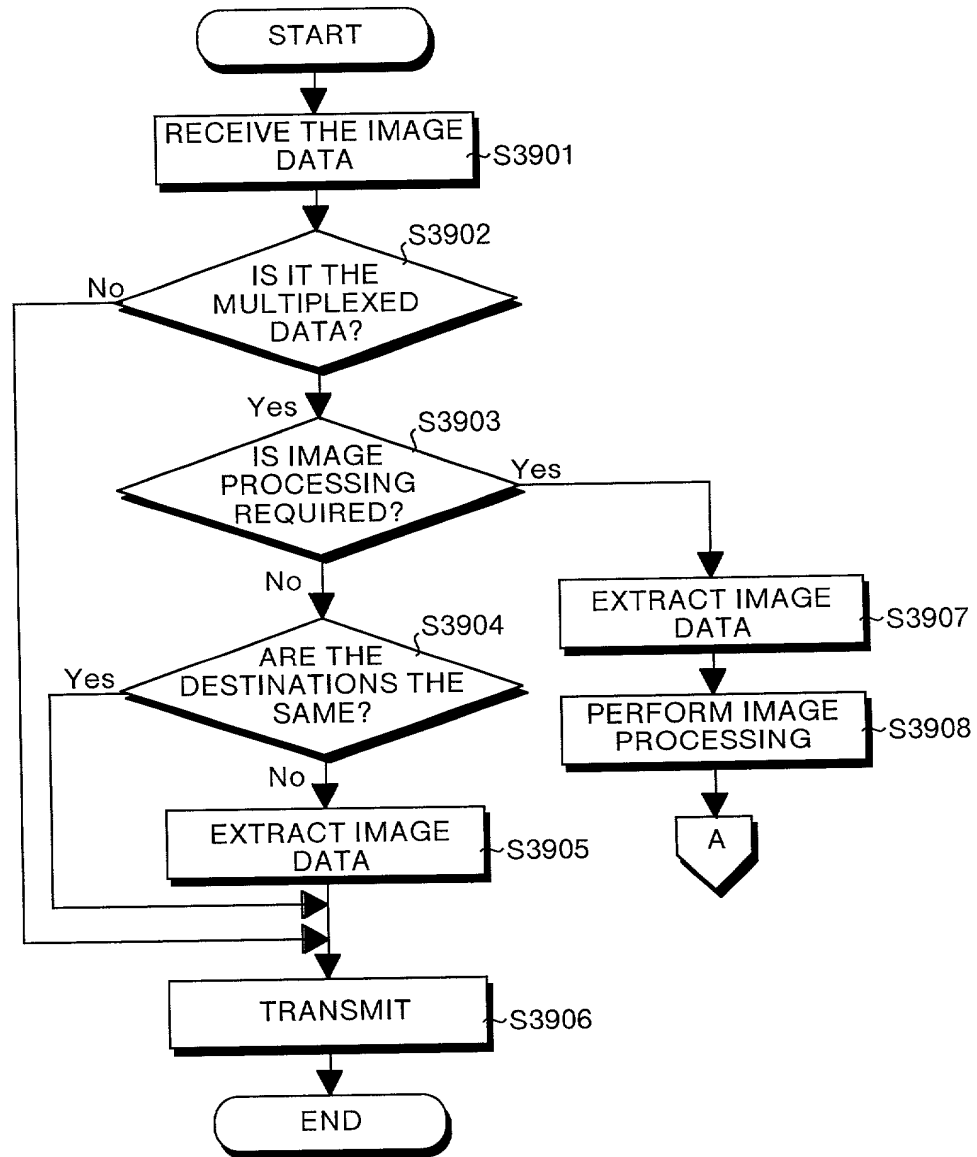 START
RECEIVE THE IMAGE
DATA
S3901
S3902
No
IS IT THE
MULTIPLEXED
DATA?
Yes
S3903
IS IMAGE
PROCESSING
REQUIRED?
Yes
No
EXTRACT IMAGE
DATA
S3907
S3904
Yes
ARE THE
DESTINATIONS THE
SAME?
PERFORM IMAGE
PROCESSING
S3908
No
EXTRACT IMAGE
DATA
S3905
A
TRANSMIT
S3906
END